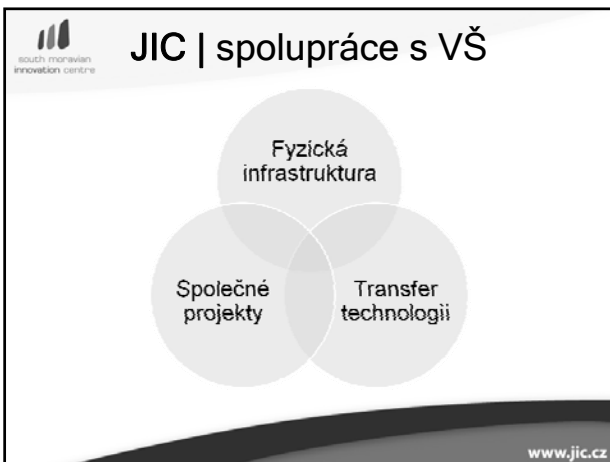 south moravian
innovation centre
JIC | spolupráce s VŠ
Fyzická
infrastruktura
Společné
projekty
Transfer
technologií
www.jic.cz